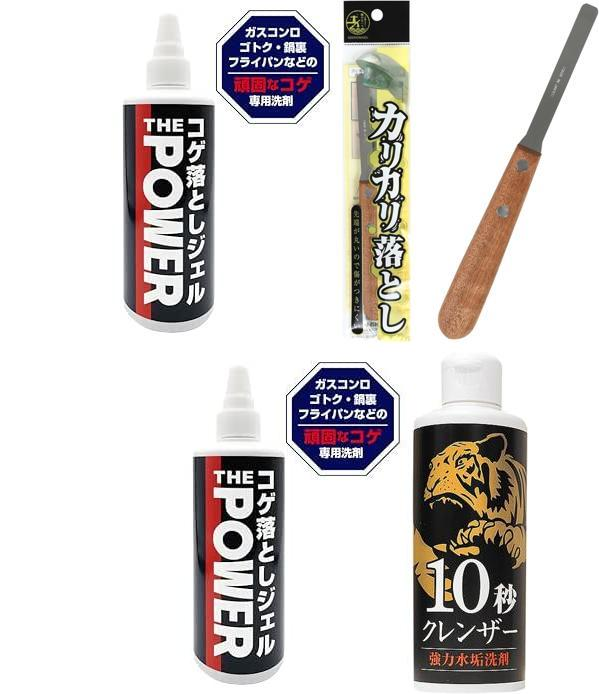 ガスコンロ
ゴトク・鍋裏
フライパンなどの
頑固なコゲ
専用洗剤
コゲ落としジェル
THE
POWER
カリカリ落とし
先端が丸いので傷がつきにくい
ガスコンロ
ゴトク・鍋裏
フライパンなどの
頑固なコゲ
専用洗剤
コゲ落としジェル
THE
POWER
10秒
クレンザー
強力水垢洗剤